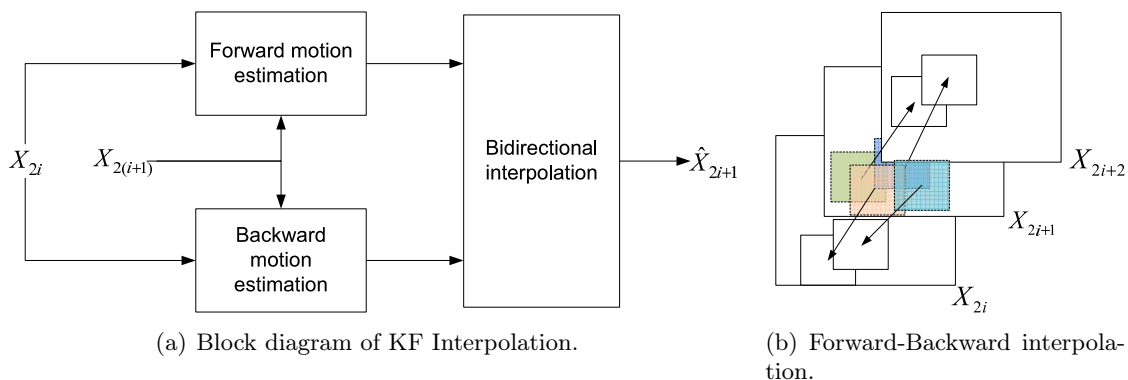 Forward motion
estimation
X_{2i}
X_{2(i+1)}
Backward
motion
estimation
Bidirectional
interpolation
\hat{X}_{2i+1}
(a) Block diagram of KF Interpolation.
X_{2i+2}
X_{2i+1}
X_{2i}
(b) Forward-Backward interpola-
tion.